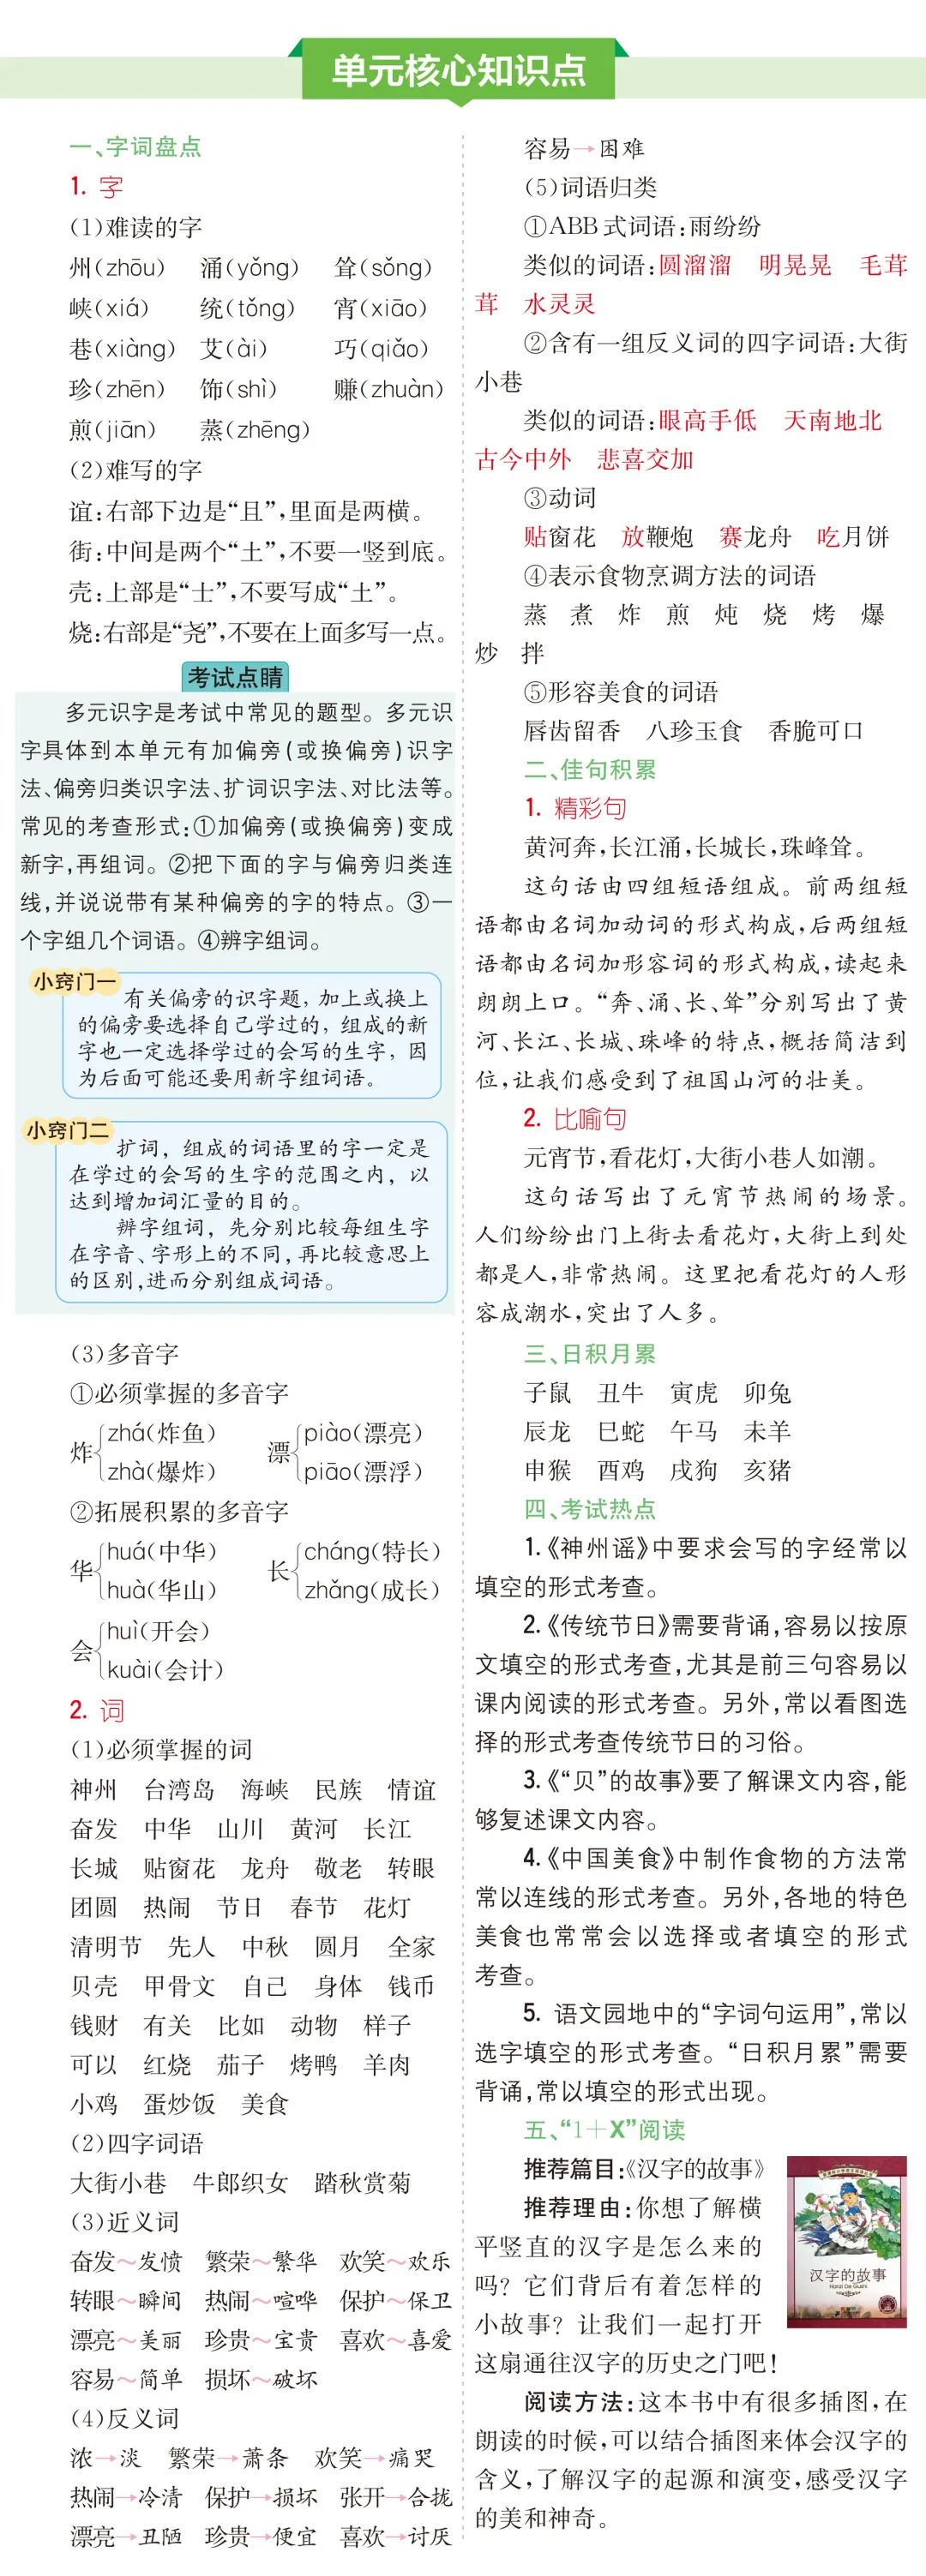 单元核心知识点
一、字词盘点
1. 字
(1)难读的字
州(zhōu) 涌(yǒng) 耸(sǒng)
峡(xiá) 统(tǒng) 宵(xiāo)
巷(xiàng) 艾(ài) 巧(qiǎo)
珍(zhēn) 饰(shì) 赚(zhuàn)
煎(jiān) 蒸(zhēng)
(2)难写的字
谊:右部下边是“且”,里面是两横。
街:中间是两个“土”,不要一竖到底。
壳:上部是“士”,不要写成“土”。
烧:右部是“尧”,不要在上面多写一点。
考试点睛
多元识字是考试中常见的题型。多元识
字具体到本单元有加偏旁(或换偏旁)识字
法、偏旁归类识字法、扩词识字法、对比法等。
常见的考查形式:①加偏旁(或换偏旁)变成
新字,再组词。②把下面的字与偏旁归类连
线,并说说带有某种偏旁的字的特点。③一
个字组几个词语。④辨字组词。
小窍门一
有关偏旁的识字题,加上或换上
的偏旁要选择自己学过的,组成的新
字也一定选择学过的会写的生字,因
为后面可能还要用新字组词语。
小窍门二
扩词,组成的词语里的字一定是
在学过的会写的生字的范围之内,以
达到增加词汇量的目的。
辨字组词,先分别比较每组生字
在字音、字形上的不同,再比较意思上
的区别,进而分别组成词语。
(3)多音字
①必须掌握的多音字
炸{zhá(炸鱼) zhà(爆炸) 漂{piào(漂亮) piāo(漂浮)
②拓展积累的多音字
华{huá(中华) huà(华山) 长{cháng(特长) zhǎng(成长)
会{huì(开会) kuài(会计)
2. 词
(1)必须掌握的词
神州 台湾岛 海峡 民族 情谊
奋发 中华 山川 黄河 长江
长城 贴窗花 龙舟 敬老 转眼
团圆 热闹 节日 春节 花灯
清明节 先人 中秋 圆月 全家
贝壳 甲骨文 自己 身体 钱币
钱财 有关 比如 动物 样子
可以 红烧 茄子 烤鸭 羊肉
小鸡 蛋炒饭 美食
(2)四字词语
大街小巷 牛郎织女 踏秋赏菊
(3)近义词
奋发～发愤 繁荣～繁华 欢笑～欢乐
转眼～瞬间 热闹～喧哗 保护～保卫
漂亮～美丽 珍贵～宝贵 喜欢～喜爱
容易～简单 损坏～破坏
(4)反义词
浓→淡 繁荣→萧条 欢笑→痛哭
热闹→冷清 保护→损坏 张开→合拢
漂亮→丑陋 珍贵→便宜 喜欢→讨厌
容易→困难
(5)词语归类
①ABB式词语:雨纷纷
类似的词语:圆溜溜 明晃晃 毛茸
茸 水灵灵
②含有一组反义词的四字词语:大街
小巷
类似的词语:眼高手低 天南地北
古今中外 悲喜交加
③动词
贴窗花 放鞭炮 赛龙舟 吃月饼
④表示食物烹调方法的词语
蒸 煮 炸 煎 炖 烧 烤 爆
炒 拌
⑤形容美食的词语
唇齿留香 八珍玉食 香脆可口
二、佳句积累
1. 精彩句
黄河奔,长江涌,长城长,珠峰耸。
这句话由四组短语组成。前两组短
语都由名词加动词的形式构成,后两组短
语都由名词加形容词的形式构成,读起来
朗朗上口。“奔、涌、长、耸”分别写出了黄
河、长江、长城、珠峰的特点,概括简洁到
位,让我们感受到了祖国山河的壮美。
2. 比喻句
元宵节,看花灯,大街小巷人如潮。
这句话写出了元宵节热闹的场景。
人们纷纷出门上街去看花灯,大街上到处
都是人,非常热闹。这里把看花灯的人形
容成潮水,突出了人多。
三、日积月累
子鼠 丑牛 寅虎 卯兔
辰龙 巳蛇 午马 未羊
申猴 酉鸡 戌狗 亥猪
四、考试热点
1.《神州谣》中要求会写的字经常以
填空的形式考查。
2.《传统节日》需要背诵,容易以按原
文填空的形式考查,尤其是前三句容易以
课内阅读的形式考查。另外,常以看图选
择的形式考查传统节日的习俗。
3.《“贝”的故事》要了解课文内容,能
够复述课文内容。
4.《中国美食》中制作食物的方法常
常以连线的形式考查。另外,各地的特色
美食也常常会以选择或者填空的形式
考查。
5. 语文园地中的“字词句运用”,常以
选字填空的形式考查。“日积月累”需要
背诵,常以填空的形式出现。
五、“1+X”阅读
推荐篇目:《汉字的故事》
推荐理由:你想了解横
平竖直的汉字是怎么来的
吗?它们背后有着怎样的
小故事?让我们一起打开
这扇通往汉字的历史之门吧!
汉字的故事
Hanzi De Gushi
阅读方法:这本书中有很多插图,在
朗读的时候,可以结合插图来体会汉字的
含义,了解汉字的起源和演变,感受汉字
的美和神奇。